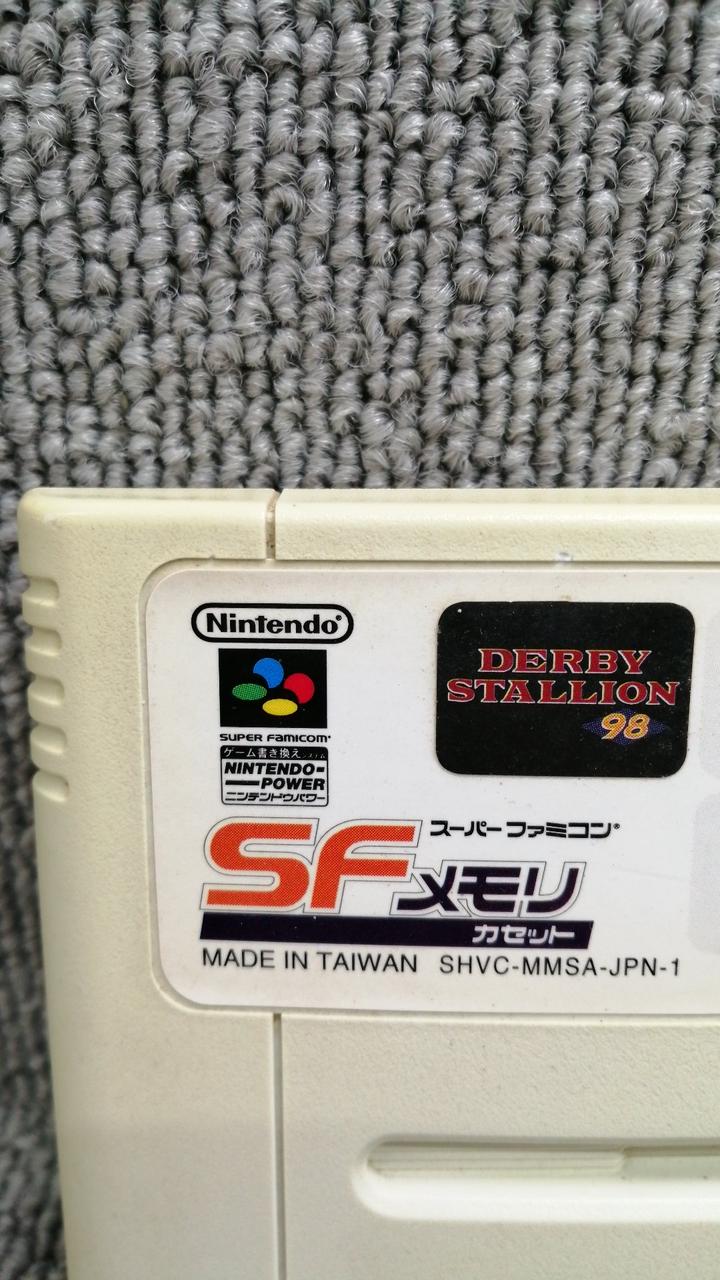 Nintendo®
SUPER FAMICOM
ゲーム書き換えシステム
NINTENDO-
POWER
ニンテンドウパワー
DERBY
STALLION
98
スーパーファミコン®
SFメモリ
カセット
MADE IN TAIWAN SHVC-MMSA-JPN-1